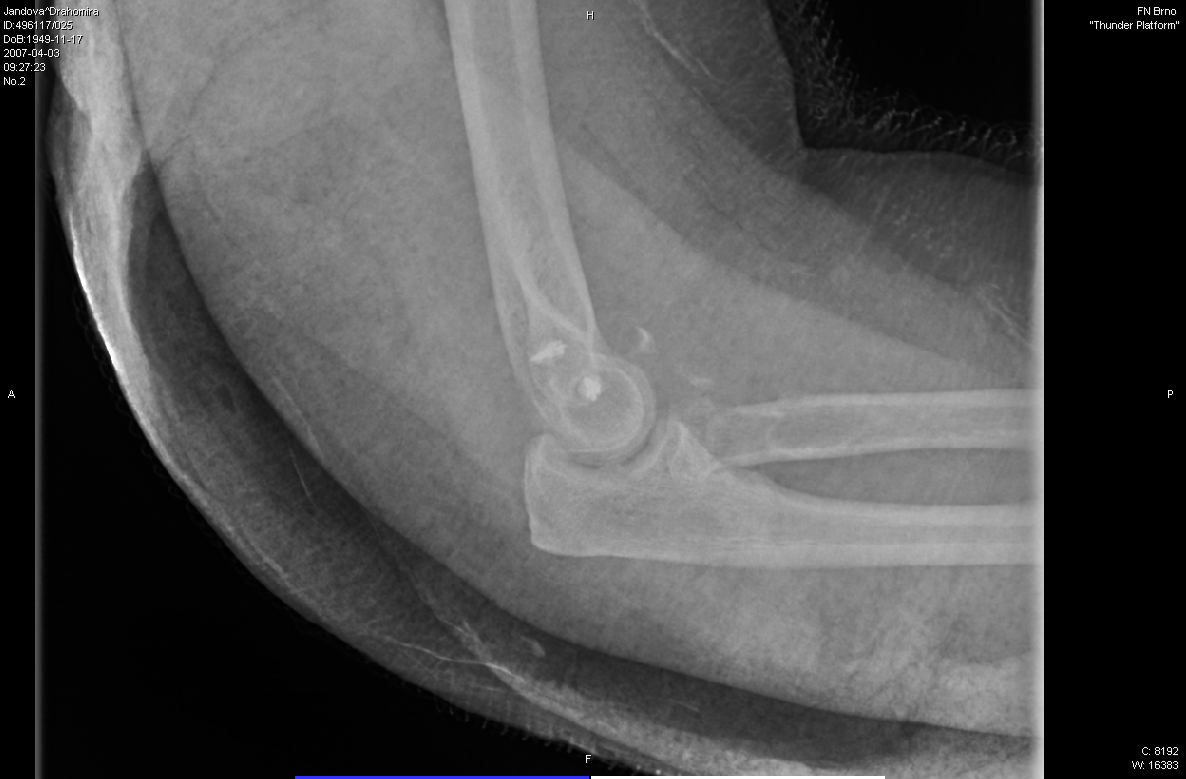 Jandova^Drahomira
ID:496117/025
DoB:1949-11-17
2007-04-03
09:27:23
No.2
H
FN Brno
"Thunder Platform"
A
P
F
C: 8192
W: 16383